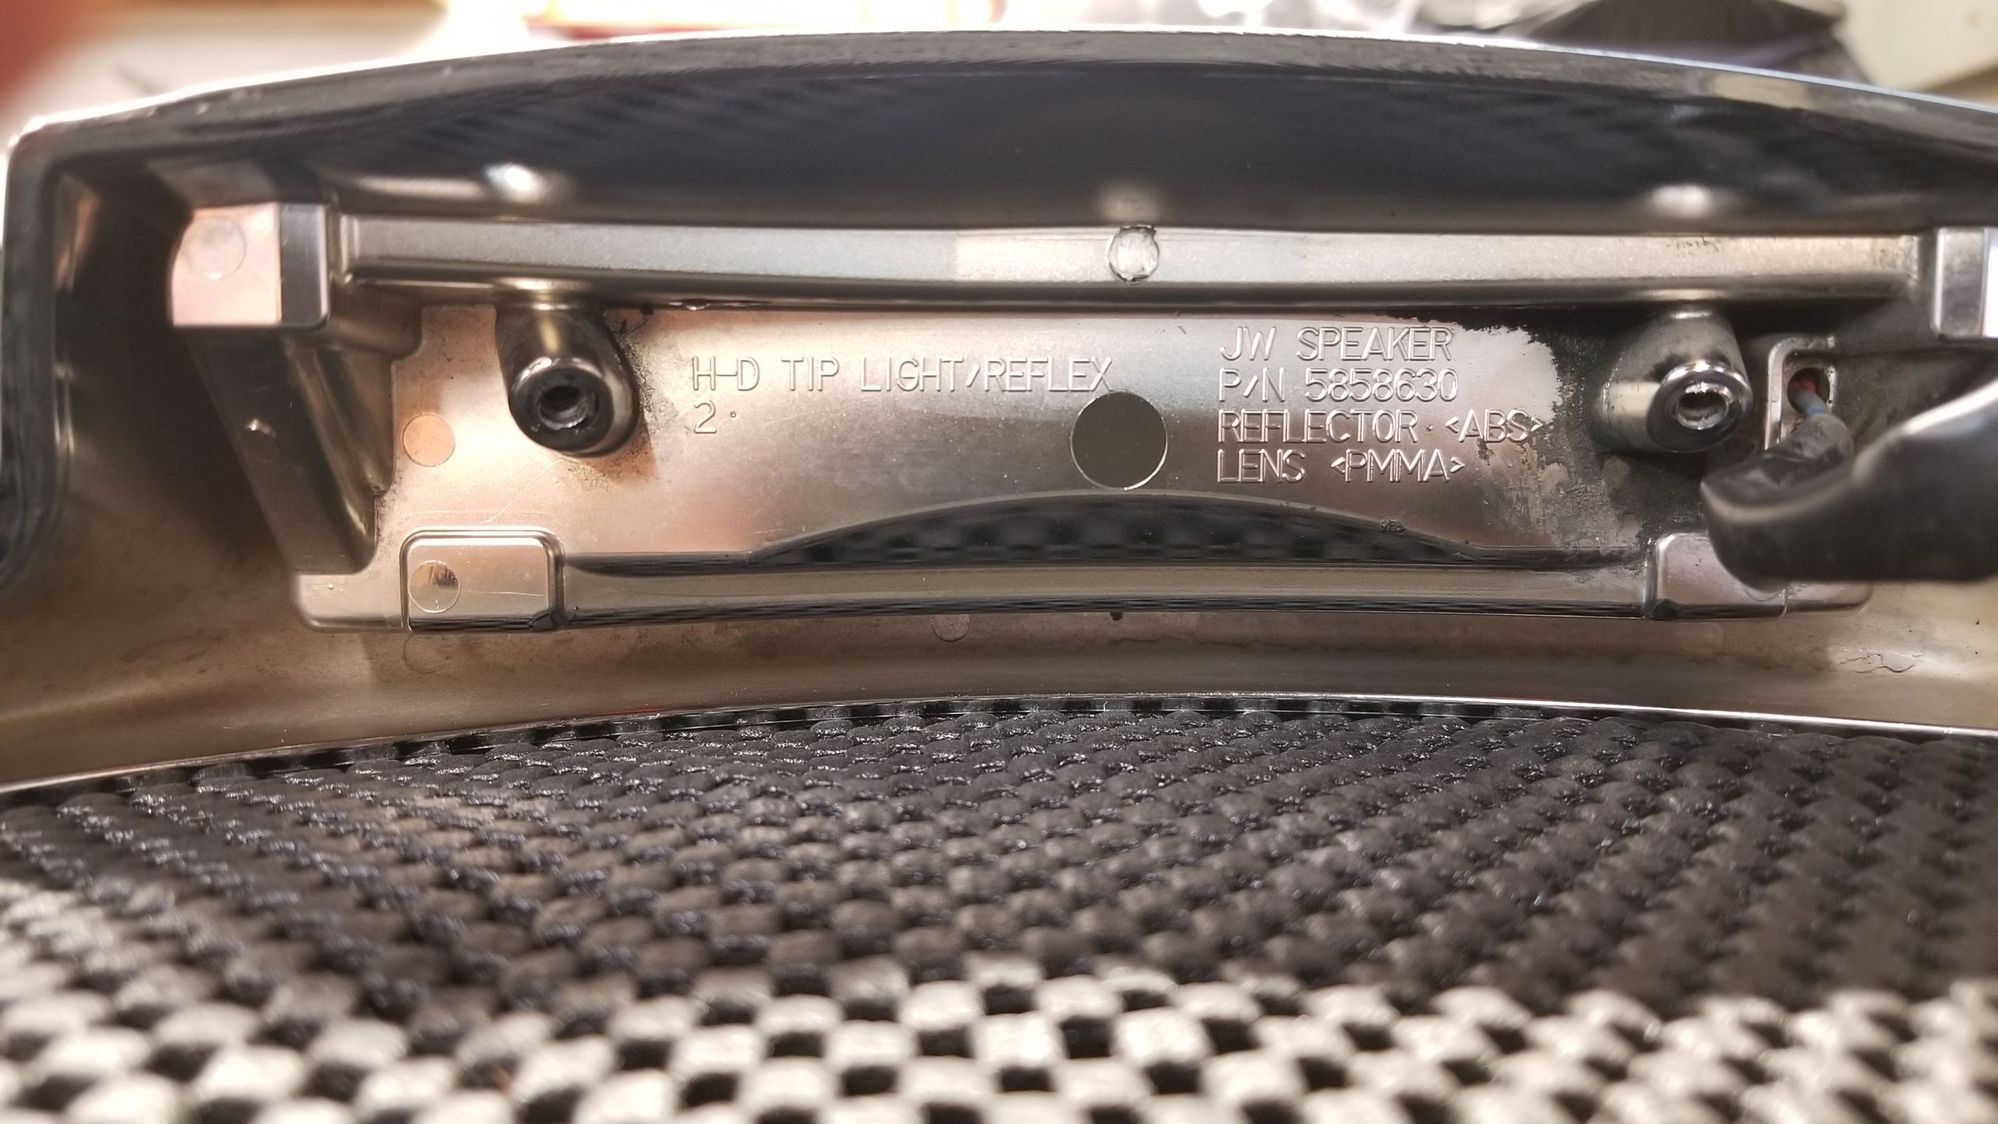 H-D TIP LIGHT/REFLEX
2
JW SPEAKER
P/N 5858630
REFLECTOR <ABS>
LENS <PMMA>